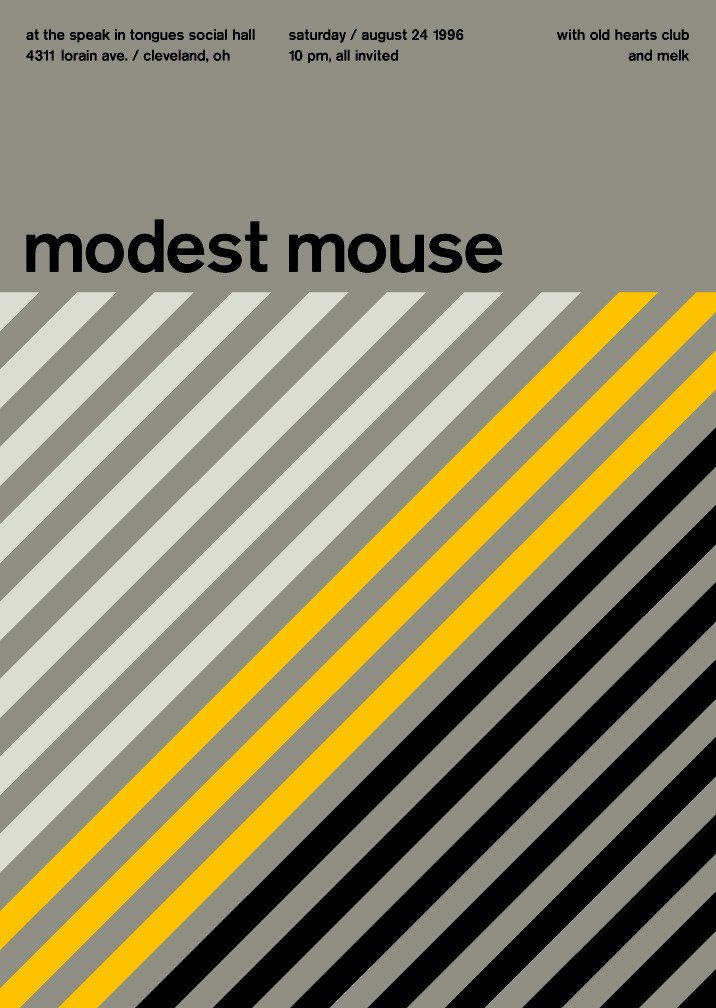 at the speak in tongues social hall
4311 lorain ave. / cleveland, oh
saturday / august 24 1996
10 pm, all invited
with old hearts club
and melk
modest mouse